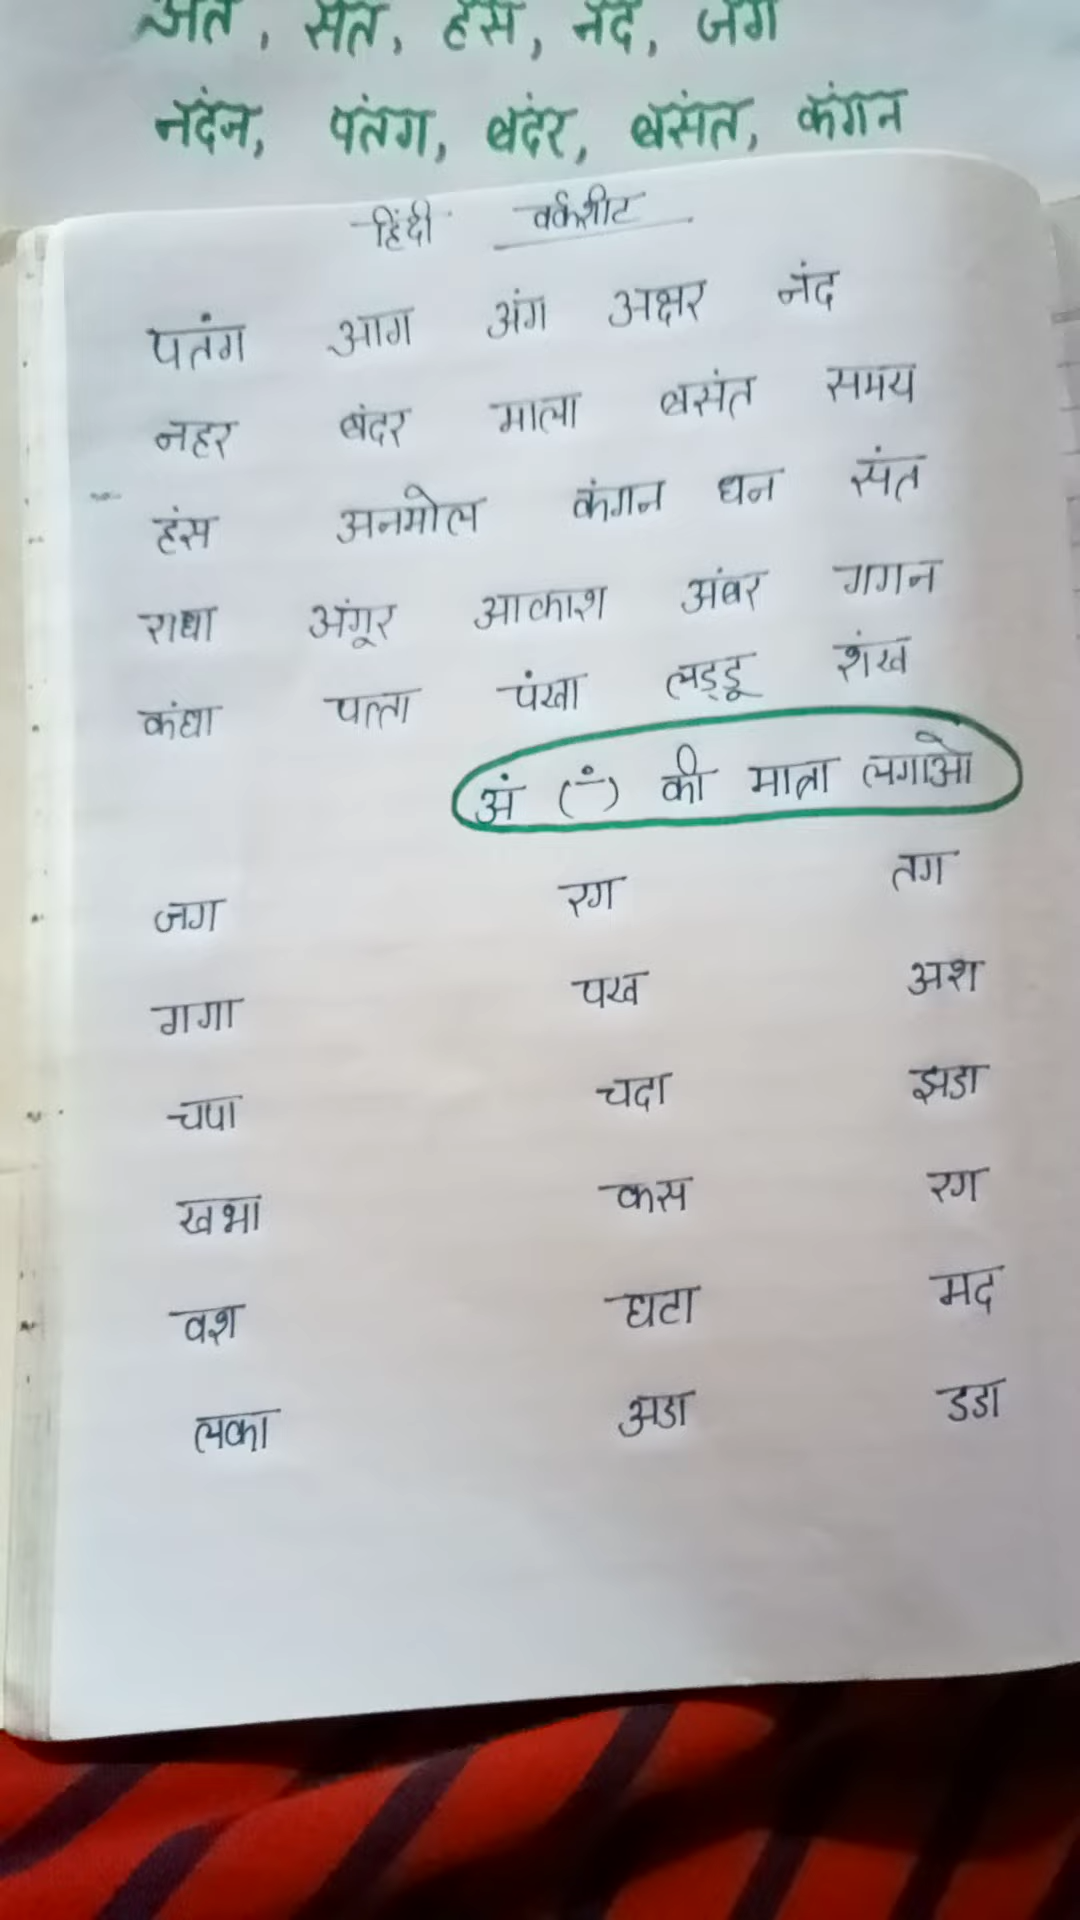 अंत, संत, हंस, नंद, जंग
नदंन, पतंग, बंदर, बसंत, कंगन
हिंदी वर्कशीट
पतंग आग अंग अक्षर नंद
नहर बंदर माला बसंत समय
हंस अनमोल कंगन धन संत
राधा अंगूर आकाश अंबर गगन
कंघा पत्ता पंखा लड्डू शंख
अं (ं) की मात्रा लगाओ
जग रग तग
गगा पख अश
चपा चदा झडा
खभा कस रग
वश घटा मद
लका अडा डडा